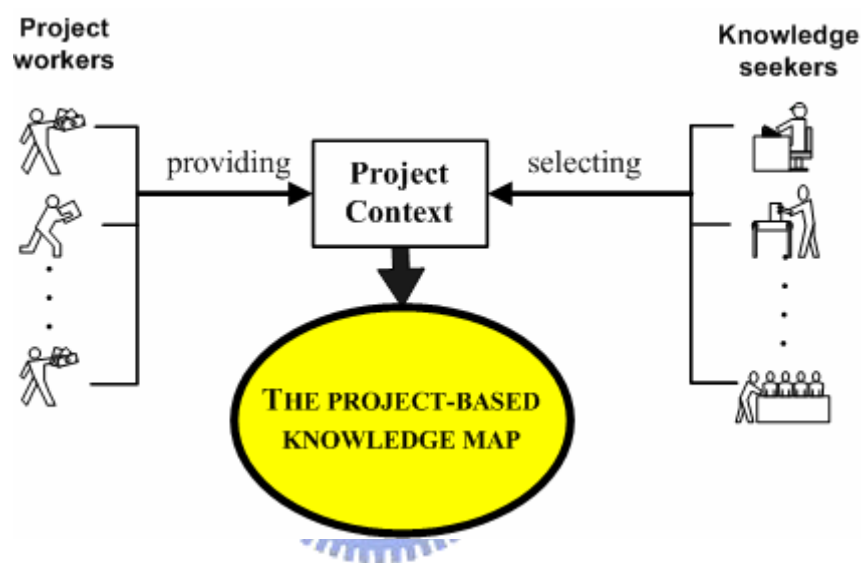 Project
workers
Knowledge
seekers
providing
Project
Context
selecting
THE PROJECT-BASED
KNOWLEDGE MAP